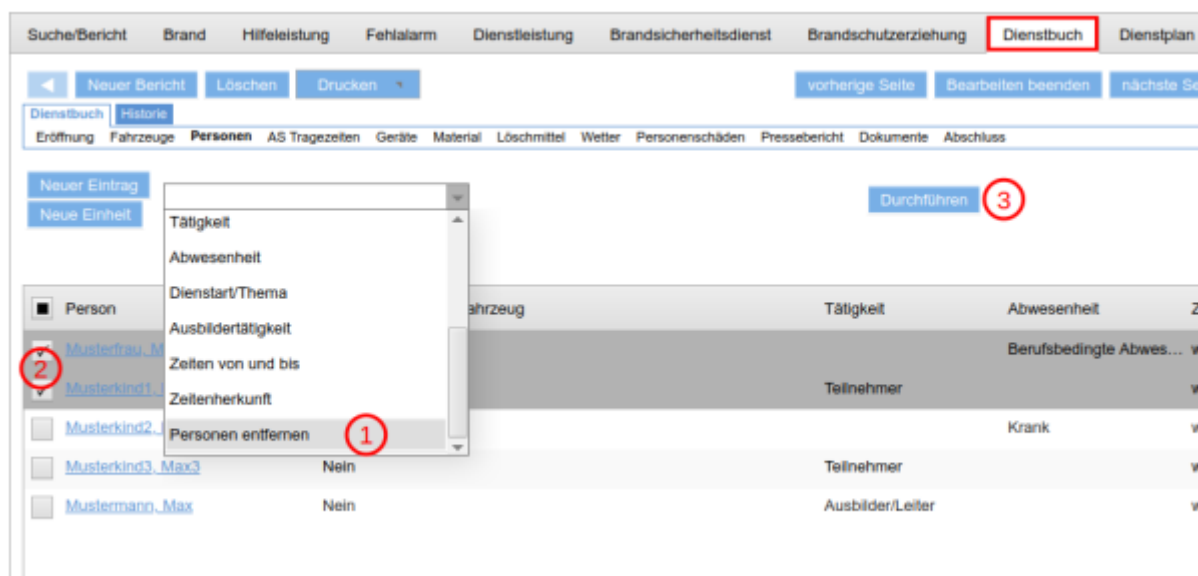 Suche/Bericht Brand Hilfeleistung Fehlalarm Dienstleistung Brandsicherheitsdienst Brandschutzerziehung Dienstbuch Dienstplan
Neuer Bericht Löschen Drucken vorherige Seite Bearbeiten beenden nächste Se
Dienstbuch Historie
Eröffnung Fahrzeuge Personen AS Tragezeiten Geräte Material Löschmittel Wetter Personenschäden Pressebericht Dokumente Abschluss
Neuer Eintrag
Durchführen 3
Neue Einheit
Tätigkeit
Abwesenheit
Dienstart/Thema
Ausbildertätigkeit
Zeiten von und bis
Zeitenherkunft
Personen entfernen 1
Person ahrzeug Tätigkeit Abwesenheit Z
Musterfrau, M Berufsbedingte Abwes... w
2
Musterkind1, Teilnehmer w
Musterkind2, Krank w
Musterkind3, Max3 Nein Teilnehmer w
Mustermann, Max Nein Ausbilder/Leiter w